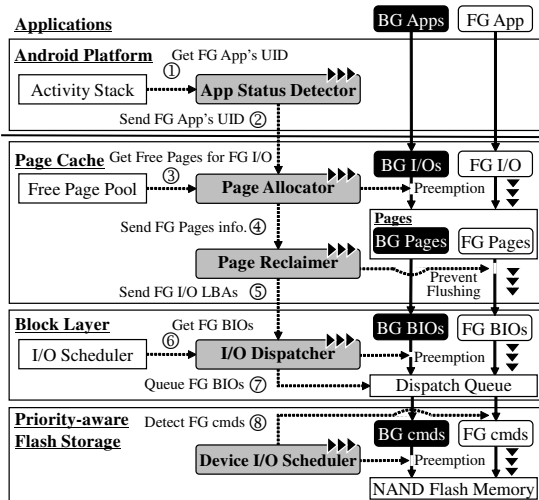 Applications
BG Apps
FG App
Android Platform
① Get FG App's UID
Activity Stack
App Status Detector
Send FG App's UID ②
Page Cache
Get Free Pages for FG I/O
③
BG I/Os
FG I/O
Free Page Pool
Page Allocator
Preemption
Pages
Send FG Pages info. ④
BG Pages
FG Pages
Page Reclaimer
Prevent
Flushing
Send FG I/O LBAs ⑤
Block Layer
⑥ Get FG BIOs
BG BIOs
FG BIOs
I/O Scheduler
I/O Dispatcher
Preemption
Queue FG BIOs ⑦
Dispatch Queue
Priority-aware
Flash Storage
Detect FG cmds ⑧
BG cmds
FG cmds
Device I/O Scheduler
Preemption
NAND Flash Memory